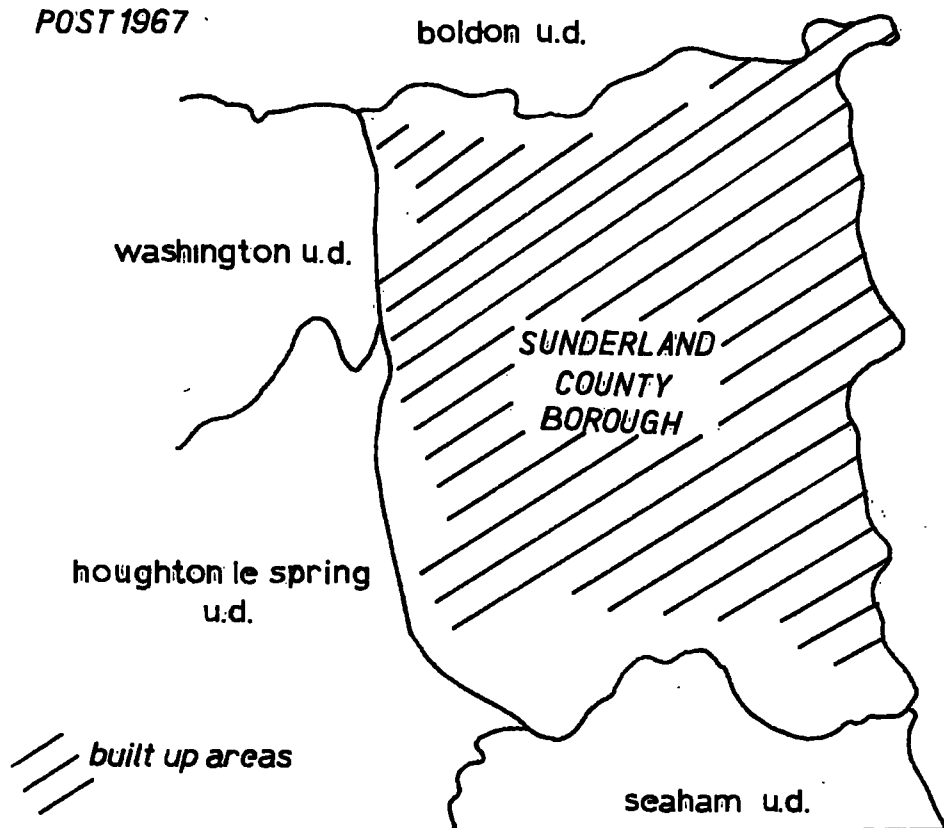 POST 1967
boldon u.d.
washington u.d.
SUNDERLAND
COUNTY
BOROUGH
houghton le spring
u.d.
built up areas
seaham u.d.